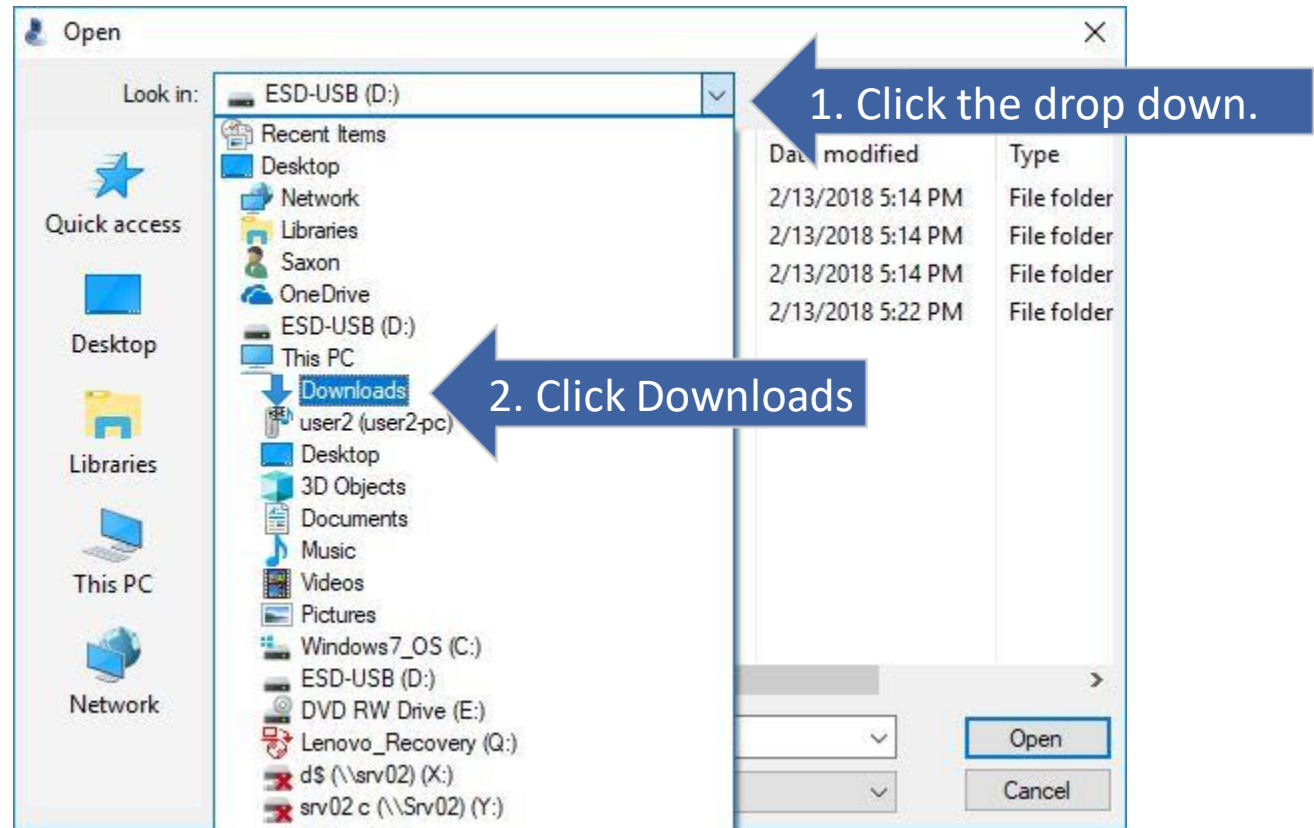 Open
Look in: ESD-USB (D:)
1. Click the drop down.
Recent Items
Desktop
Network
Libraries
Saxon
OneDrive
ESD-USB (D:)
This PC
Downloads
2. Click Downloads
user2 (user2-pc)
Desktop
3D Objects
Documents
Music
Videos
Pictures
Windows7_OS (C:)
ESD-USB (D:)
DVD RW Drive (E:)
Lenovo_Recovery (Q:)
d$ (\\srv02) (X:)
srv02 c (\\Srv02) (Y:)
Quick access
Desktop
Libraries
This PC
Network
Date modified Type
2/13/2018 5:14 PM File folder
2/13/2018 5:14 PM File folder
2/13/2018 5:14 PM File folder
2/13/2018 5:22 PM File folder
Open
Cancel